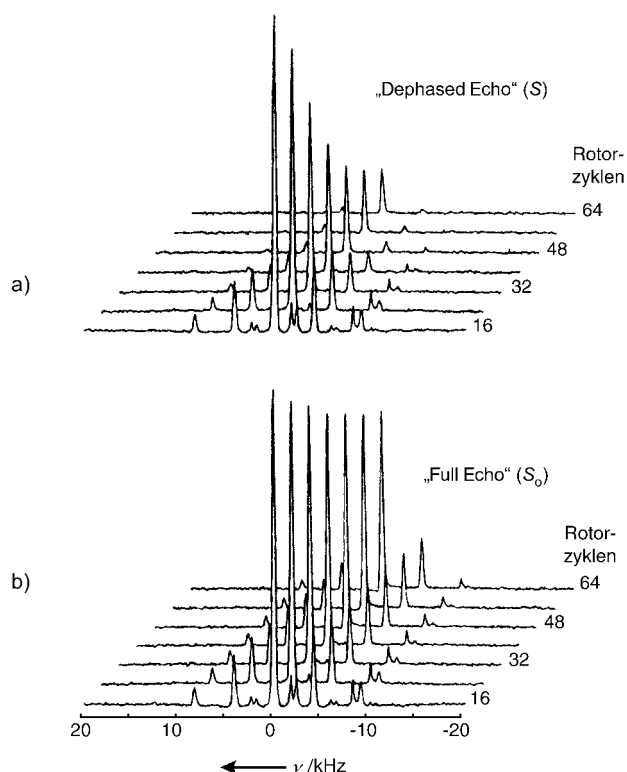 „Dephased Echo“ (S)
Rotor-
zyklen
64
48
a)
32
16
„Full Echo“ (So)
Rotor-
zyklen
b)
64
48
32
16
20 10 0 -10 -20
ν /kHz